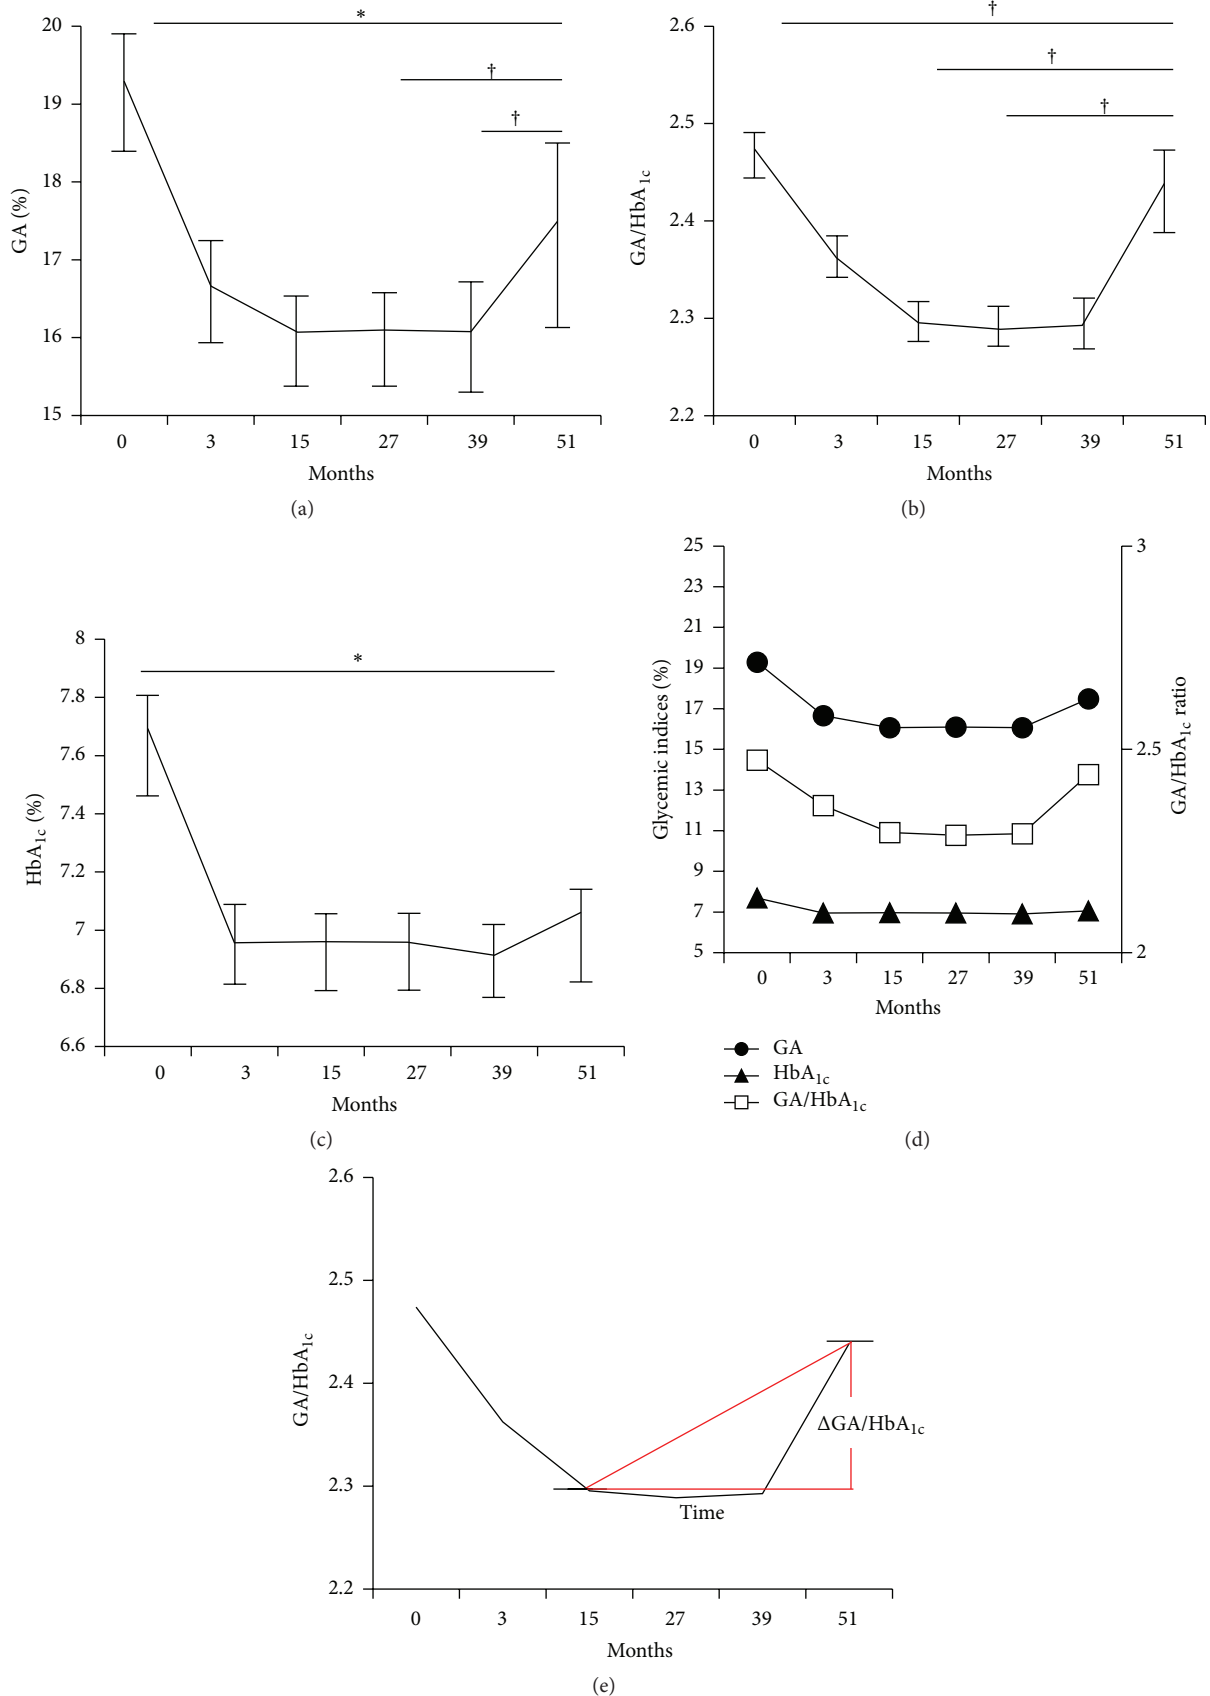 20
19
18
17
16
15
GA (%)
*
†
†
0 3 15 27 39 51
Months
(a)
2.6
2.5
2.4
2.3
2.2
GA/HbA1c
†
†
†
0 3 15 27 39 51
Months
(b)
8
7.8
7.6
7.4
7.2
7
6.8
6.6
HbA1c (%)
*
0 3 15 27 39 51
Months
(c)
25
23
21
19
17
15
13
11
9
7
5
Glycemic indices (%)
3
2.5
2
GA/HbA1c ratio
0 3 15 27 39 51
Months
GA
HbA1c
GA/HbA1c
(d)
2.6
2.5
2.4
2.3
2.2
GA/HbA1c
ΔGA/HbA1c
Time
0 3 15 27 39 51
Months
(e)